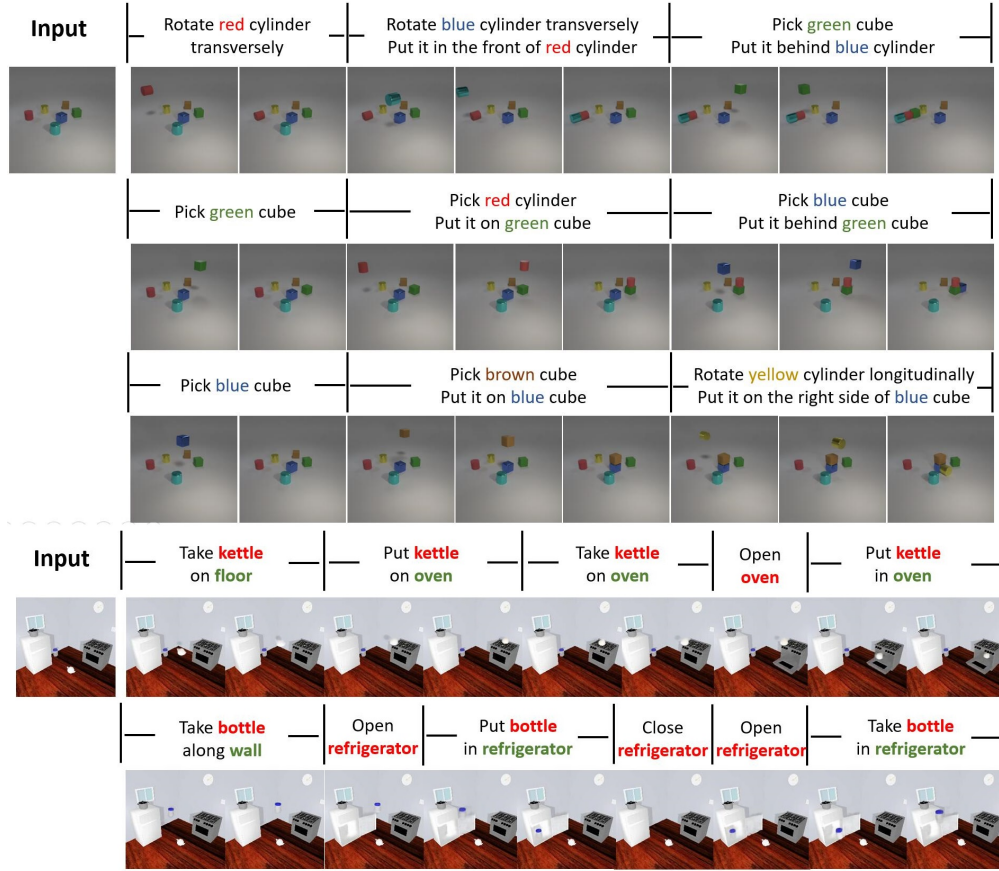 Input
Rotate red cylinder
transversely
Rotate blue cylinder transversely
Put it in the front of red cylinder
Pick green cube
Put it behind blue cylinder
Pick green cube
Pick red cylinder
Put it on green cube
Pick blue cube
Put it behind green cube
Pick blue cube
Pick brown cube
Put it on blue cube
Rotate yellow cylinder longitudinally
Put it on the right side of blue cube
Input
Take kettle
on floor
Put kettle
on oven
Take kettle
on oven
Open
oven
Put kettle
in oven
Take bottle
along wall
Open
refrigerator
Put bottle
in refrigerator
Close
refrigerator
Open
refrigerator
Take bottle
in refrigerator